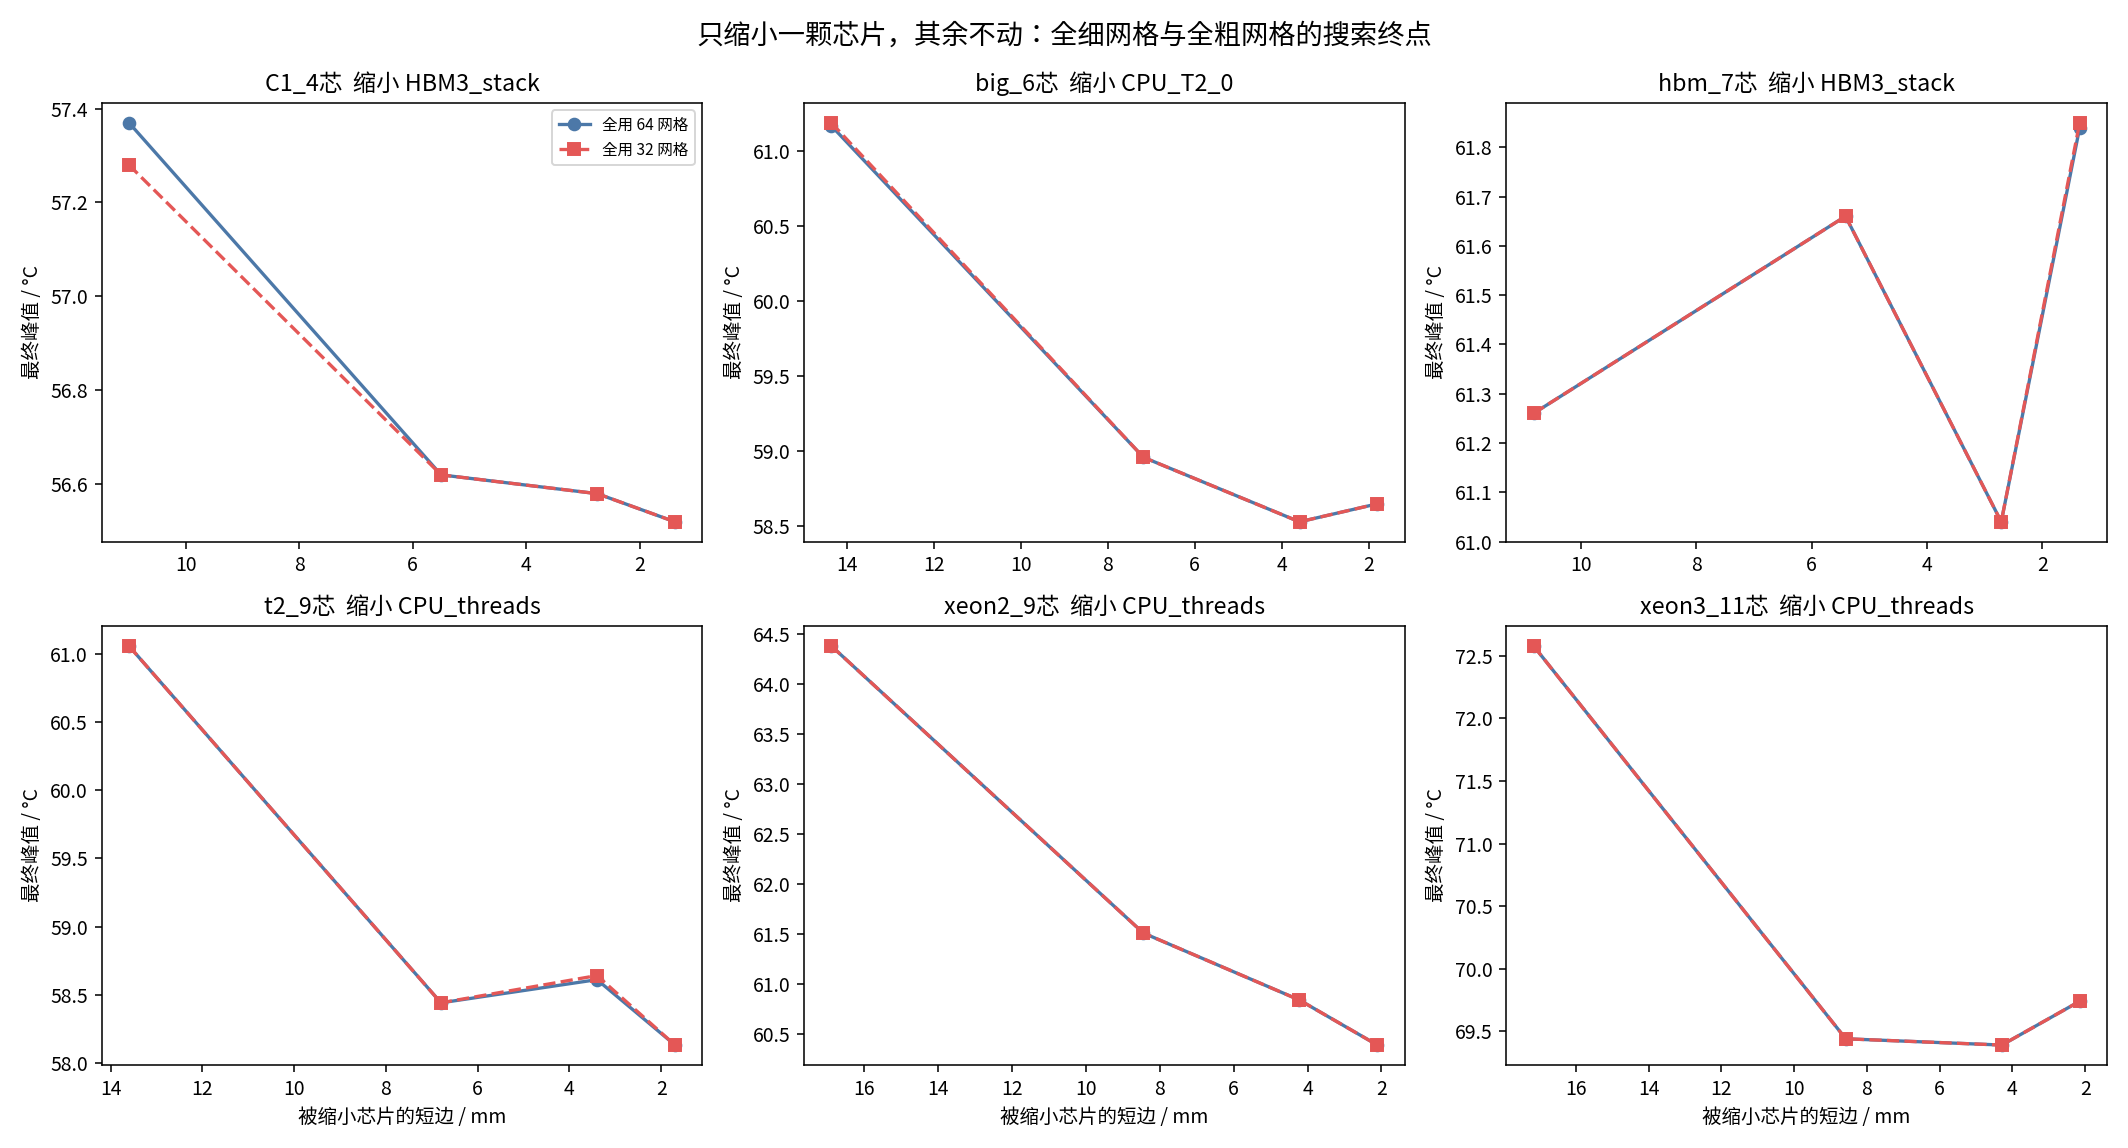 只缩小一颗芯片，其余不动：全细网格与全粗网格的搜索终点
C1_4芯 缩小 HBM3_stack
最终峰值 / °C
57.4
57.2
57.0
56.8
56.6
10 8 6 4 2
全用 64 网格
全用 32 网格
big_6芯 缩小 CPU_T2_0
最终峰值 / °C
61.0
60.5
60.0
59.5
59.0
58.5
14 12 10 8 6 4 2
hbm_7芯 缩小 HBM3_stack
最终峰值 / °C
61.8
61.7
61.6
61.5
61.4
61.3
61.2
61.1
61.0
10 8 6 4 2
t2_9芯 缩小 CPU_threads
最终峰值 / °C
61.0
60.5
60.0
59.5
59.0
58.5
58.0
14 12 10 8 6 4 2
被缩小芯片的短边 / mm
xeon2_9芯 缩小 CPU_threads
最终峰值 / °C
64.5
64.0
63.5
63.0
62.5
62.0
61.5
61.0
60.5
16 14 12 10 8 6 4 2
被缩小芯片的短边 / mm
xeon3_11芯 缩小 CPU_threads
最终峰值 / °C
72.5
72.0
71.5
71.0
70.5
70.0
69.5
16 14 12 10 8 6 4 2
被缩小芯片的短边 / mm